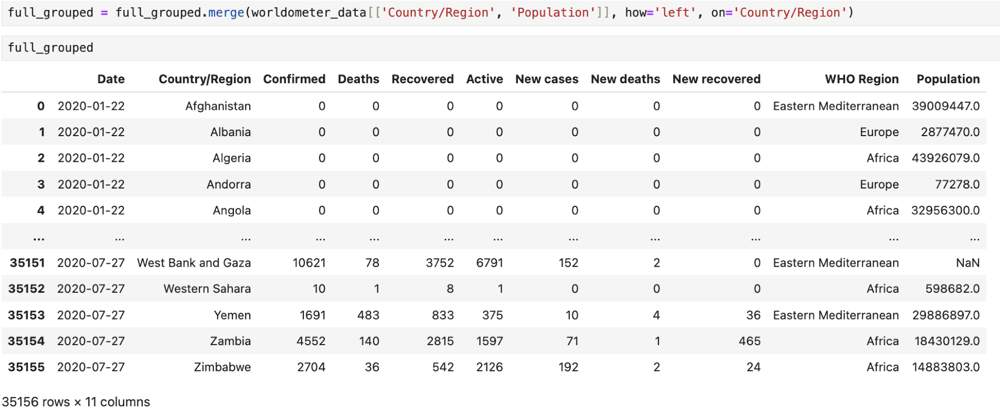 full_grouped = full_grouped.merge(worldometer_data[['Country/Region', 'Population']], how='left', on='Country/Region')
full_grouped
Date Country/Region Confirmed Deaths Recovered Active New cases New deaths New recovered WHO Region Population
0 2020-01-22 Afghanistan 0 0 0 0 0 0 0 Eastern Mediterranean 39009447.0
1 2020-01-22 Albania 0 0 0 0 0 0 0 Europe 2877470.0
2 2020-01-22 Algeria 0 0 0 0 0 0 0 Africa 43926079.0
3 2020-01-22 Andorra 0 0 0 0 0 0 0 Europe 77278.0
4 2020-01-22 Angola 0 0 0 0 0 0 0 Africa 32956300.0
... ... ... ... ... ... ... ... ... ... ... ...
35151 2020-07-27 West Bank and Gaza 10621 78 3752 6791 152 2 0 Eastern Mediterranean NaN
35152 2020-07-27 Western Sahara 10 1 8 1 0 0 0 Africa 598682.0
35153 2020-07-27 Yemen 1691 483 833 375 10 4 36 Eastern Mediterranean 29886897.0
35154 2020-07-27 Zambia 4552 140 2815 1597 71 1 465 Africa 18430129.0
35155 2020-07-27 Zimbabwe 2704 36 542 2126 192 2 24 Africa 14883803.0
35156 rows × 11 columns